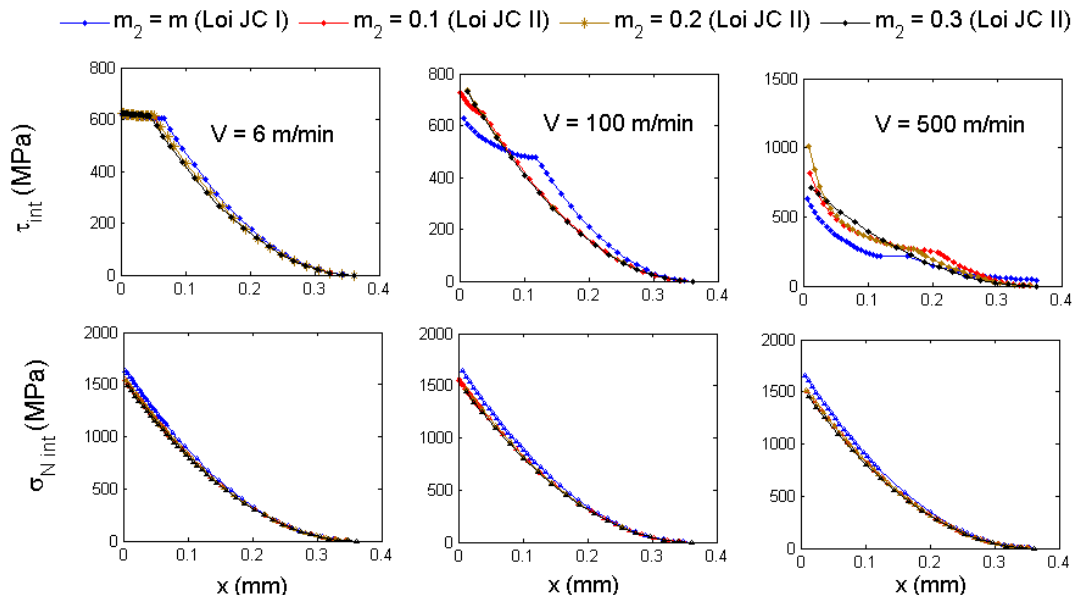 m2 = m (Loi JC I) m2 = 0.1 (Loi JC II) m2 = 0.2 (Loi JC II) m2 = 0.3 (Loi JC II)
τint (MPa)
800
600
400
200
0
0 0.1 0.2 0.3 0.4
V = 6 m/min
800
600
400
200
0
0 0.1 0.2 0.3 0.4
V = 100 m/min
1500
1000
500
0
0 0.1 0.2 0.3 0.4
V = 500 m/min
σN int (MPa)
2000
1500
1000
500
0
0 0.1 0.2 0.3 0.4
x (mm)
2000
1500
1000
500
0
0 0.1 0.2 0.3 0.4
x (mm)
2000
1500
1000
500
0
0 0.1 0.2 0.3 0.4
x (mm)